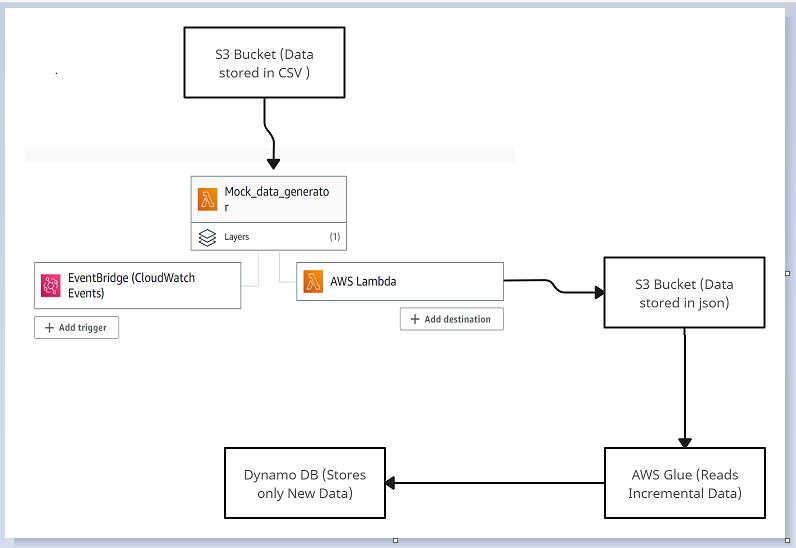 S3 Bucket (Data
stored in CSV )
Mock_data_generato
r
Layers
(1)
EventBridge (CloudWatch
Events)
AWS Lambda
+ Add trigger
+ Add destination
S3 Bucket (Data
stored in json)
Dynamo DB (Stores
only New Data)
AWS Glue (Reads
Incremental Data)